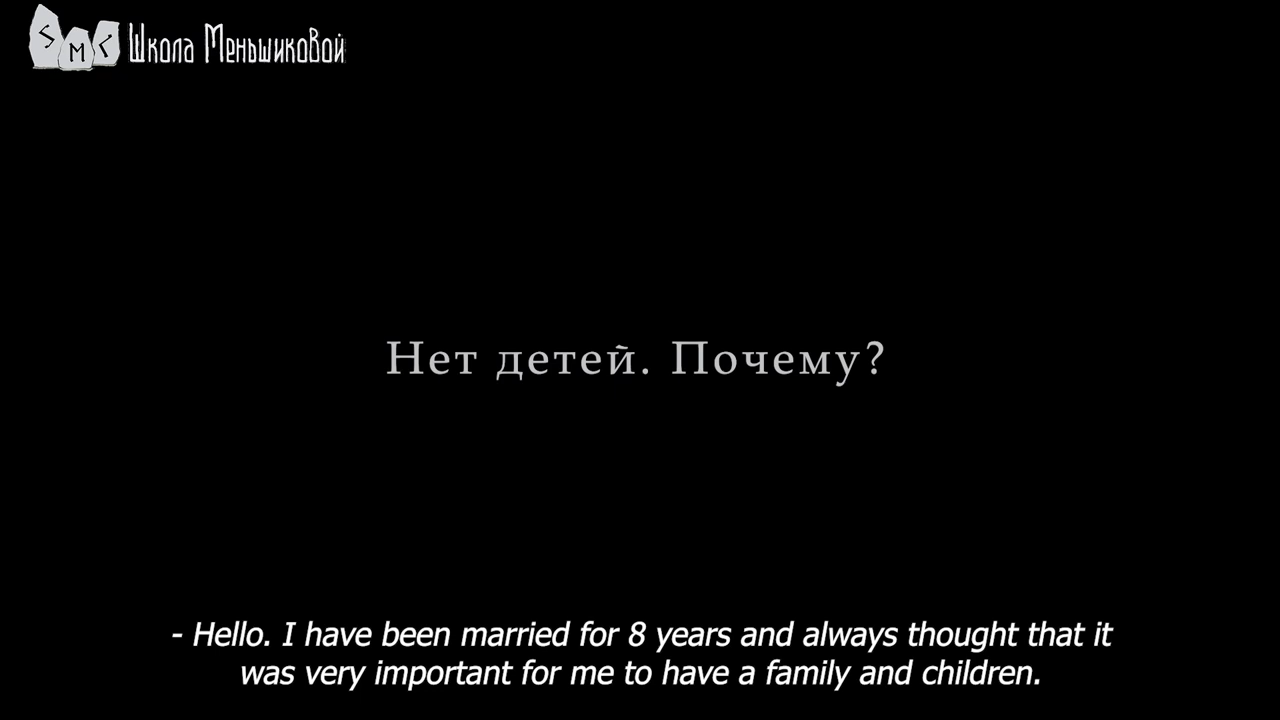 SMS Школа Меньшиковой
Нет детей. Почему?
- Hello. I have been married for 8 years and always thought that it
was very important for me to have a family and children.